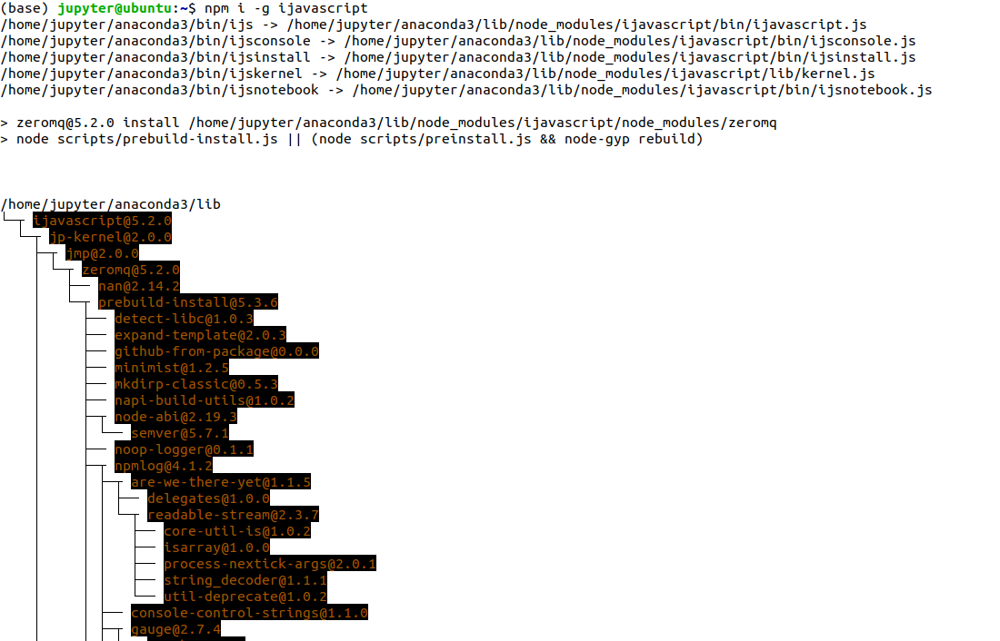 (base) jupyter@ubuntu:~$ npm i -g ijavascript
/home/jupyter/anaconda3/bin/ijs -> /home/jupyter/anaconda3/lib/node_modules/ijavascript/bin/ijavascript.js
/home/jupyter/anaconda3/bin/ijsconsole -> /home/jupyter/anaconda3/lib/node_modules/ijavascript/bin/ijsconsole.js
/home/jupyter/anaconda3/bin/ijsinstall -> /home/jupyter/anaconda3/lib/node_modules/ijavascript/bin/ijsinstall.js
/home/jupyter/anaconda3/bin/ijskernel -> /home/jupyter/anaconda3/lib/node_modules/ijavascript/lib/kernel.js
/home/jupyter/anaconda3/bin/ijsnotebook -> /home/jupyter/anaconda3/lib/node_modules/ijavascript/bin/ijsnotebook.js
> zeromq@5.2.0 install /home/jupyter/anaconda3/lib/node_modules/ijavascript/node_modules/zeromq
> node scripts/prebuild-install.js || (node scripts/preinstall.js && node-gyp rebuild)
/home/jupyter/anaconda3/lib
ijavascript@5.2.0
jp-kernel@2.0.0
jmp@2.0.0
zeromq@5.2.0
nan@2.14.2
prebuild-install@5.3.6
detect-libc@1.0.3
expand-template@2.0.3
github-from-package@0.0.0
minimist@1.2.5
mkdirp-classic@0.5.3
napi-build-utils@1.0.2
node-abi@2.19.3
semver@5.7.1
noop-logger@0.1.1
npmlog@4.1.2
are-we-there-yet@1.1.5
delegates@1.0.0
readable-stream@2.3.7
core-util-is@1.0.2
isarray@1.0.0
process-nextick-args@2.0.1
string_decoder@1.1.1
util-deprecate@1.0.2
console-control-strings@1.1.0
gauge@2.7.4